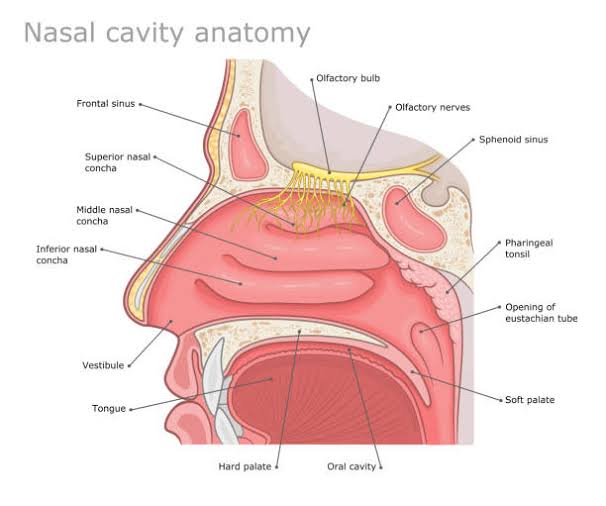 Nasal cavity anatomy
Olfactory bulb
Frontal sinus
Olfactory nerves
Sphenoid sinus
Superior nasal
concha
Middle nasal
concha
Inferior nasal
concha
Pharingeal
tonsil
Opening of
eustachian tube
Vestibule
Soft palate
Tongue
Hard palate
Oral cavity